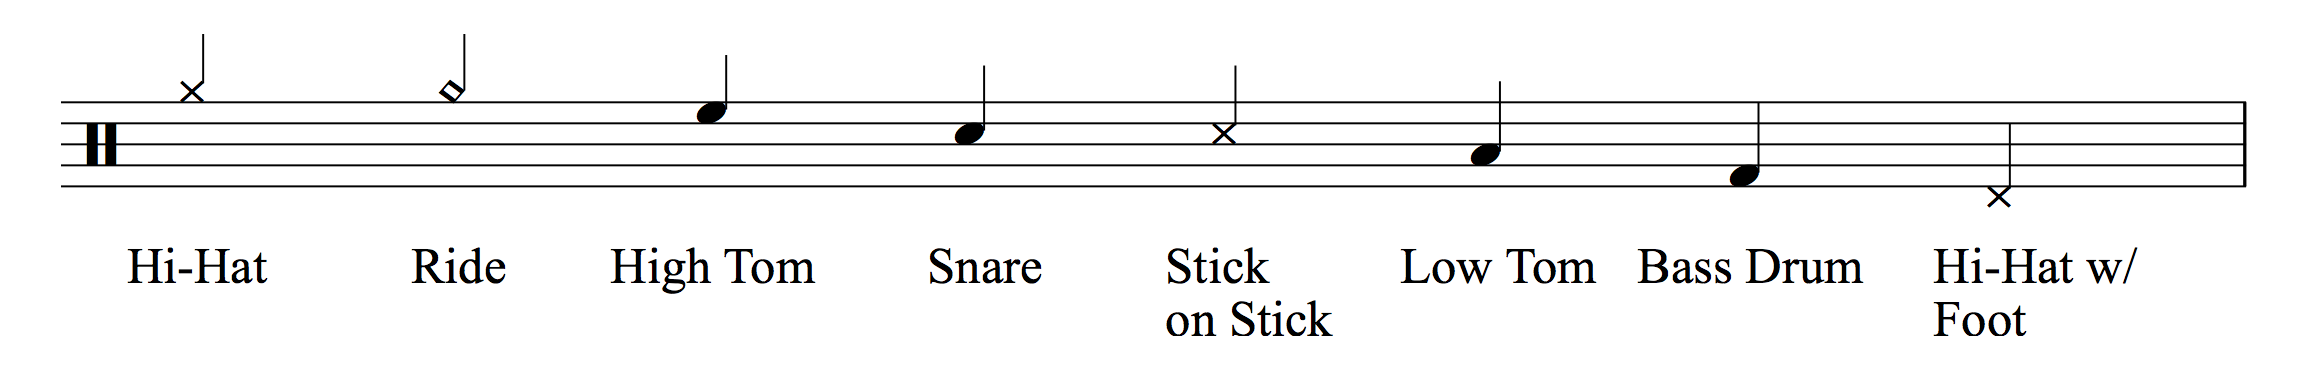 Hi-Hat Ride High Tom Snare Stick Low Tom Bass Drum Hi-Hat w/
on Stick Foot